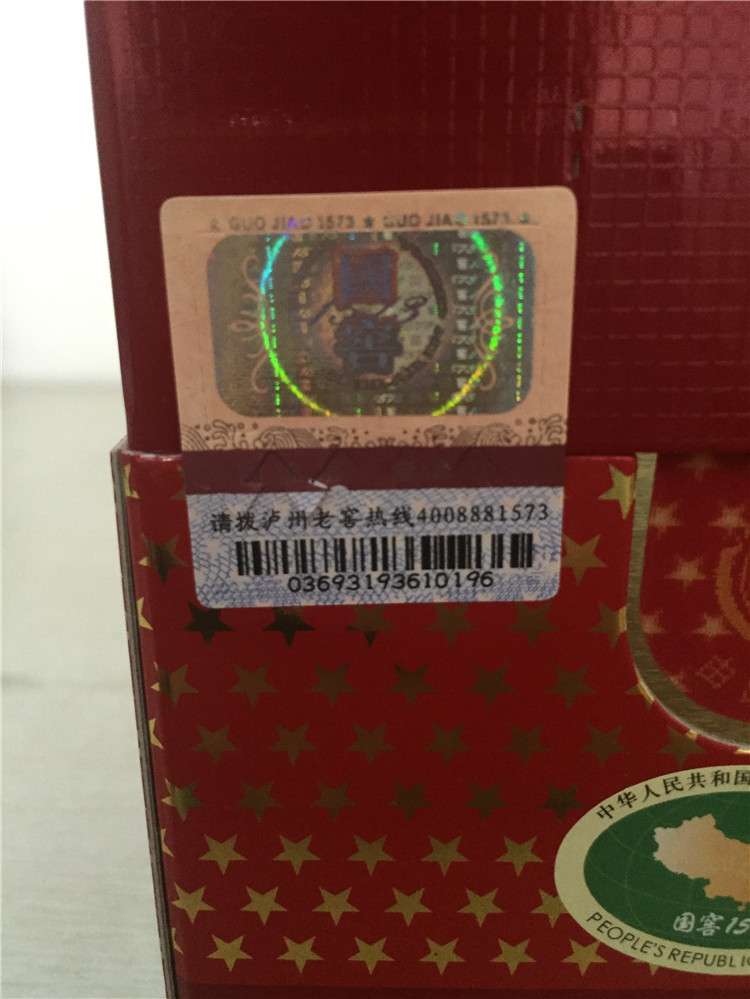 GUO JIAO 1573 ★ GUO JIAO 1573
國窖
请拨泸州老窖热线4008881573
03693193610196
中华人民共和国
国窖15
PEOPLE'S REPUBLIC